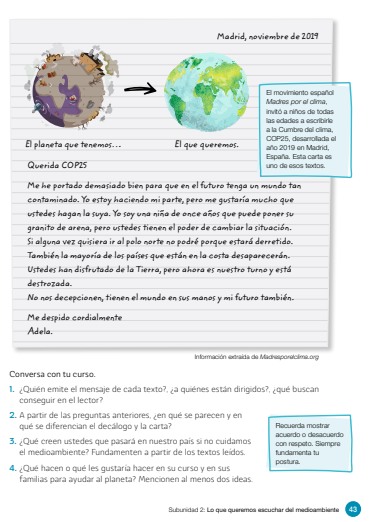 Madrid, noviembre de 2019
El planeta que tenemos...
El que queremos.
El movimiento español
Madres por el clima,
invitó a niños de todas
las edades a escribirle
a la Cumbre del clima,
COP25, desarrollada el
año 2019 en Madrid,
España. Esta carta es
uno de esos textos.
Querida COP25
Me he portado demasiado bien para que en el futuro tenga un mundo tan
contaminado. Yo estoy haciendo mi parte, pero me gustaría mucho que
ustedes hagan la suya. Yo soy una niña de once años que puede poner su
granito de arena, pero ustedes tienen el poder de cambiar la situación.
Si alguna vez quisiera ir al polo norte no podré porque estará derretido.
También la mayoría de los países que están en la costa desaparecerán.
Ustedes han disfrutado de la Tierra, pero ahora es nuestro turno y está
destrozada.
No nos decepcionen, tienen el mundo en sus manos y mi futuro también.
Me despido cordialmente
Adela.
Información extraída de Madresporelclima.org
Conversa con tu curso.
1. ¿Quién emite el mensaje de cada texto?, ¿a quiénes están dirigidos?, ¿qué buscan
conseguir en el lector?
2. A partir de las preguntas anteriores, ¿en qué se parecen y en
qué se diferencian el decálogo y la carta?
3. ¿Qué creen ustedes que pasará en nuestro país si no cuidamos
el medioambiente? Fundamenten a partir de los textos leídos.
4. ¿Qué hacen o qué les gustaría hacer en su curso y en sus
familias para ayudar al planeta? Mencionen al menos dos ideas.
Recuerda mostrar
acuerdo o desacuerdo
con respeto. Siempre
fundamenta tu
postura.
Subunidad 2: Lo que queremos escuchar del medioambiente 43